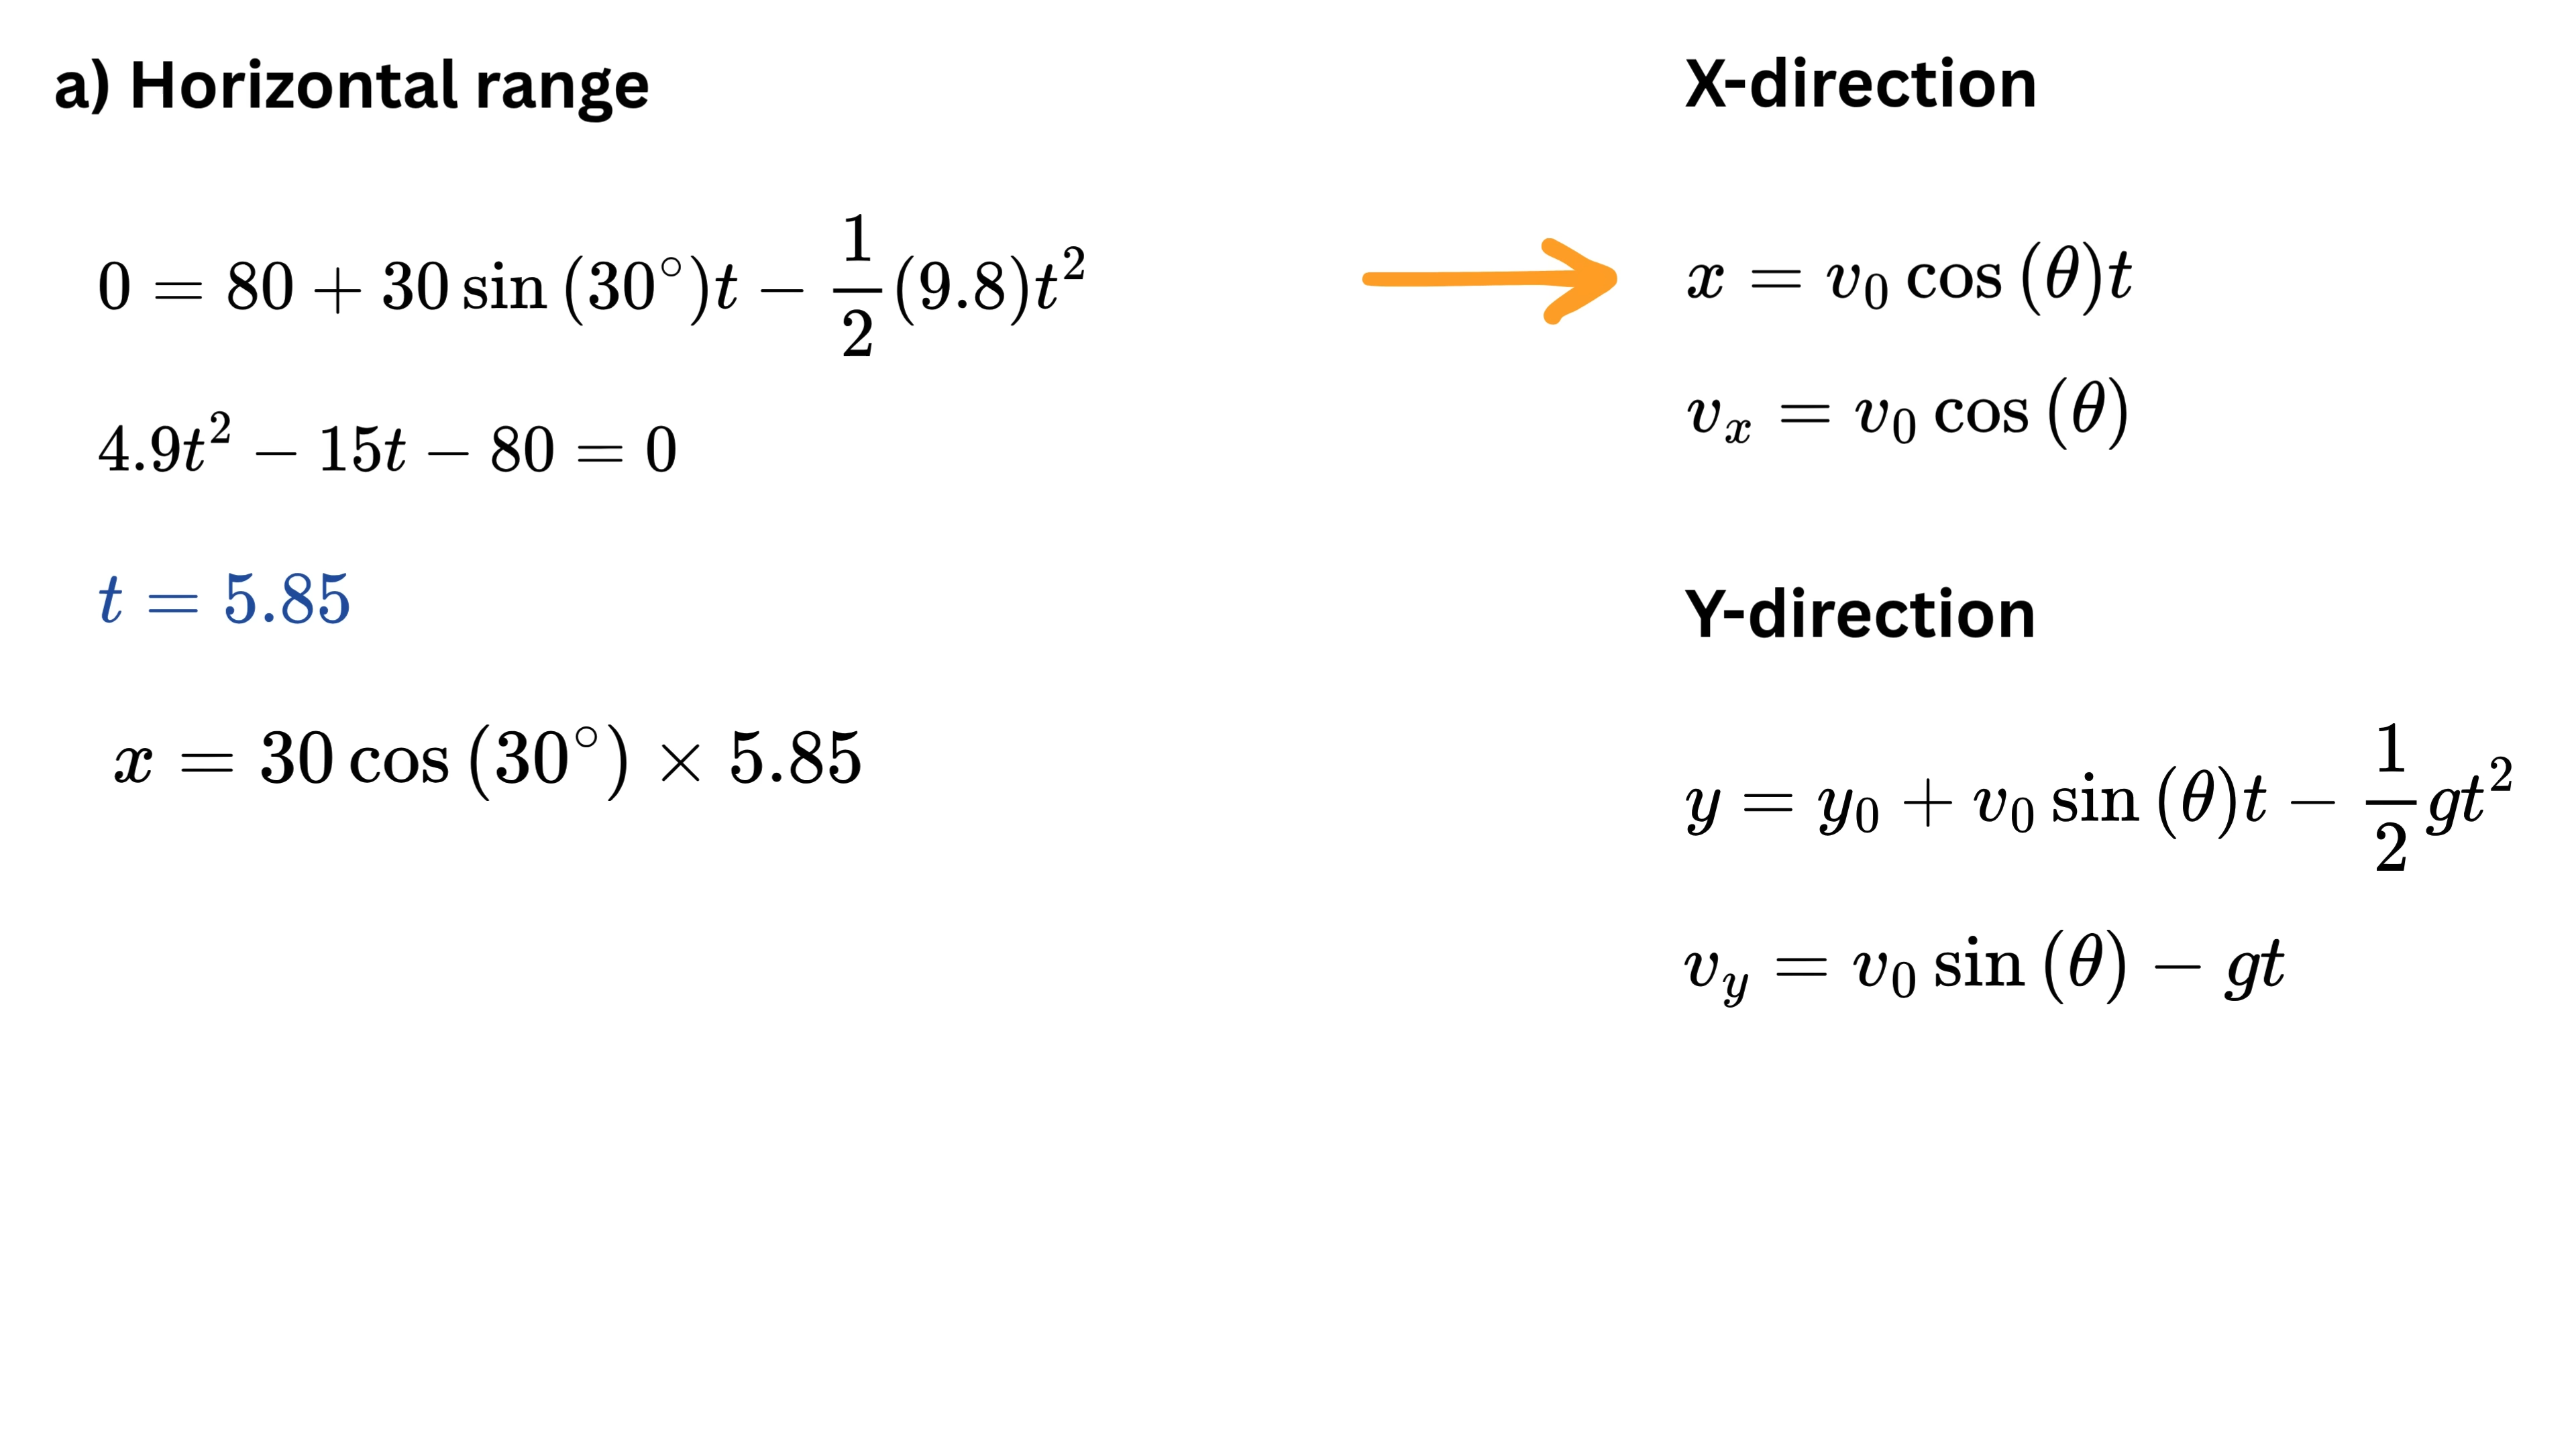 a) Horizontal range
0 = 80 + 30 sin (30°)t − 1/2 (9.8)t²
4.9t² − 15t − 80 = 0
t = 5.85
x = 30 cos (30°) × 5.85
X-direction
x = v₀ cos (θ)t
vₓ = v₀ cos (θ)
Y-direction
y = y₀ + v₀ sin (θ)t − 1/2 gt²
v_y = v₀ sin (θ) − gt